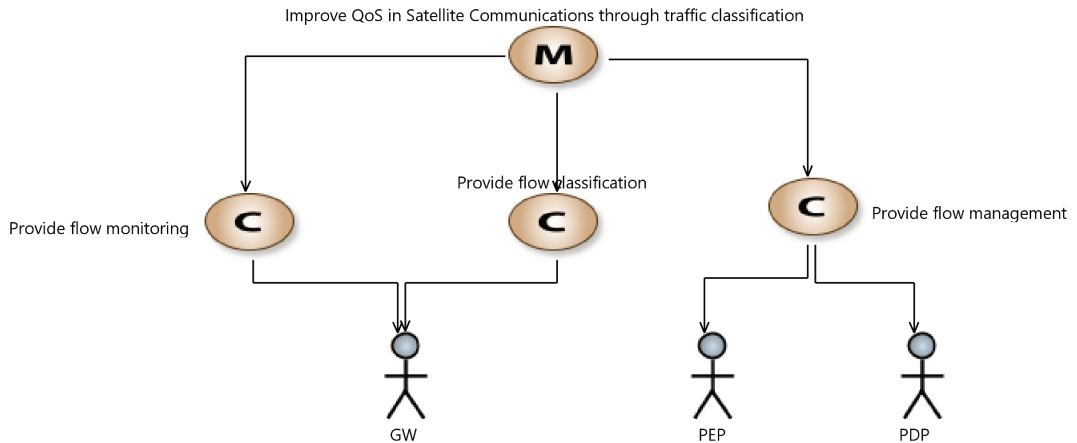 Improve QoS in Satellite Communications through traffic classification
M
Provide flow classification
C
Provide flow management
Provide flow monitoring
C
C
GW
PEP
PDP